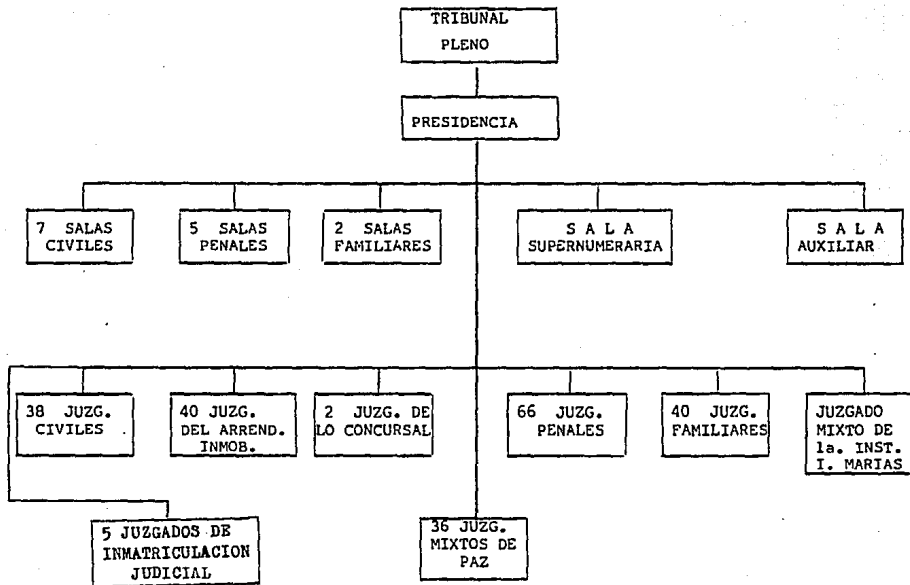 TRIBUNAL
PLENO
PRESIDENCIA
7 SALAS
CIVILES
5 SALAS
PENALES
2 SALAS
FAMILIARES
S A L A
SUPERNUMERARIA
S A L A
AUXILIAR
38 JUZG.
CIVILES
40 JUZG.
DEL ARREND.
INMOB.
2 JUZG. DE
LO CONCURSAL
66 JUZG.
PENALES
40 JUZG.
FAMILIARES
JUZGADO
MIXTO DE
1a. INST.
I. MARIAS
5 JUZGADOS DE
INMATRICULACION
JUDICIAL
36 JUZG.
MIXTOS DE
PAZ